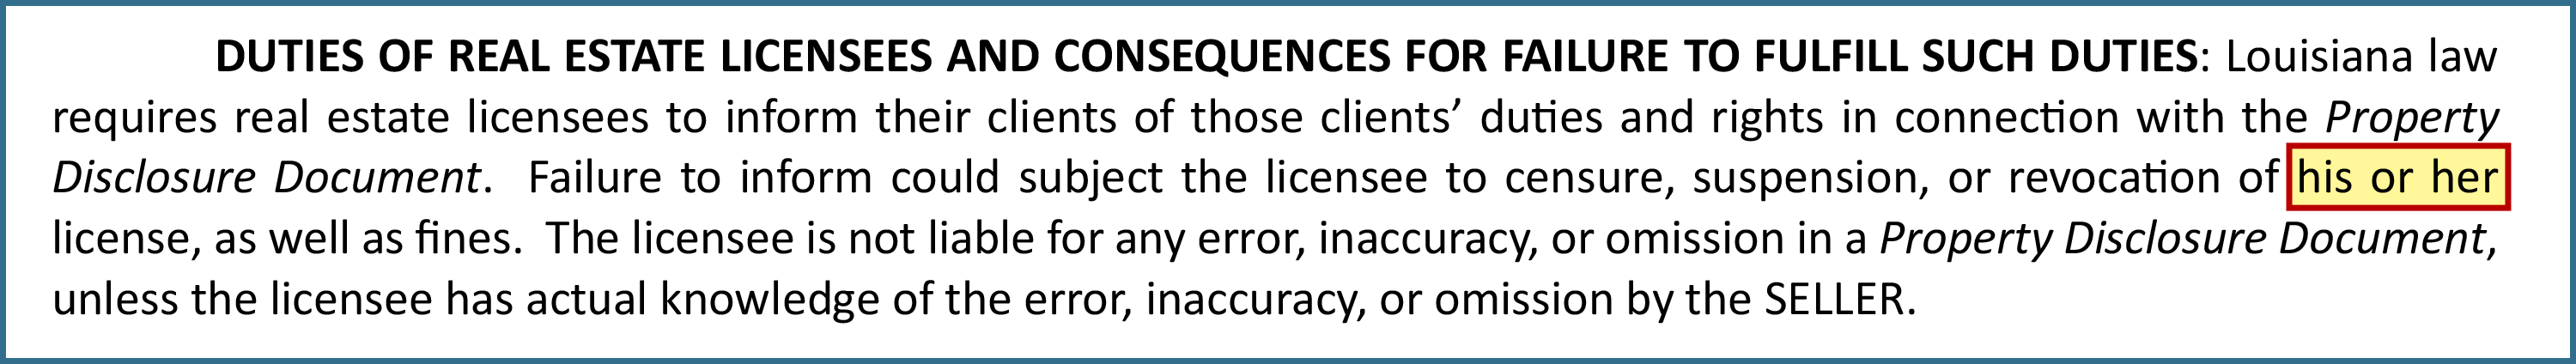 DUTIES OF REAL ESTATE LICENSEES AND CONSEQUENCES FOR FAILURE TO FULFILL SUCH DUTIES: Louisiana law
requires real estate licensees to inform their clients of those clients’ duties and rights in connection with the Property
Disclosure Document.  Failure to inform could subject the licensee to censure, suspension, or revocation of his or her
license, as well as fines.  The licensee is not liable for any error, inaccuracy, or omission in a Property Disclosure Document,
unless the licensee has actual knowledge of the error, inaccuracy, or omission by the SELLER.